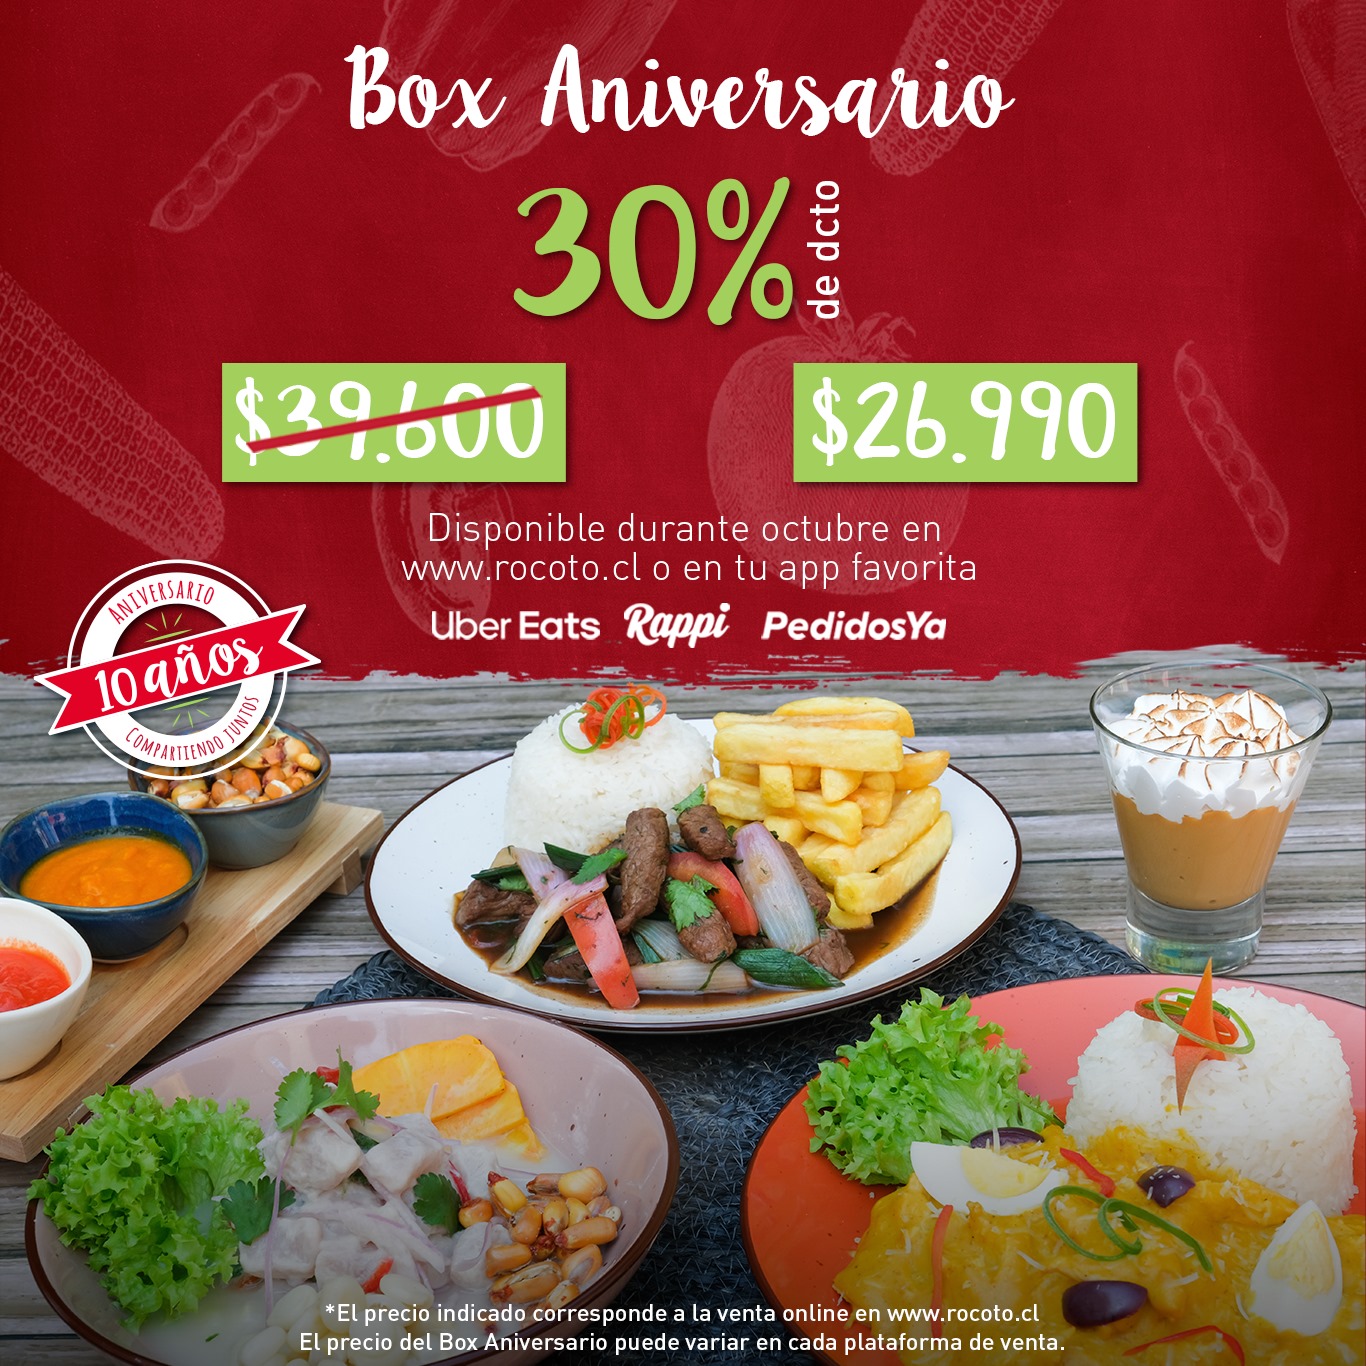 Box Aniversario
30%
de dcto
$39.600
$26.990
Disponible durante octubre en
www.rocoto.cl o en tu app favorita
Uber Eats Rappi PedidosYa
ANIVERSARIO
10 años
COMPARTIENDO JUNTOS
*El precio indicado corresponde a la venta online en www.rocoto.cl
El precio del Box Aniversario puede variar en cada plataforma de venta.